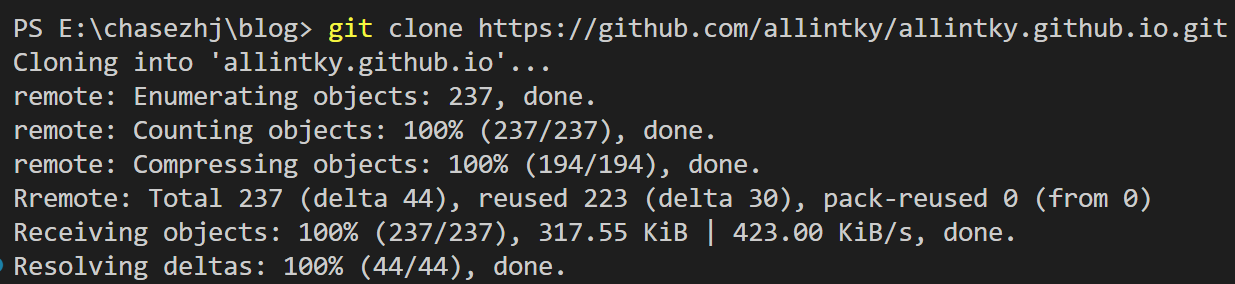 PS E:\chasezhj\blog> git clone https://github.com/allintky/allintky.github.io.git
Cloning into 'allintky.github.io'...
remote: Enumerating objects: 237, done.
remote: Counting objects: 100% (237/237), done.
remote: Compressing objects: 100% (194/194), done.
Rremote: Total 237 (delta 44), reused 223 (delta 30), pack-reused 0 (from 0)
Receiving objects: 100% (237/237), 317.55 KiB | 423.00 KiB/s, done.
Resolving deltas: 100% (44/44), done.